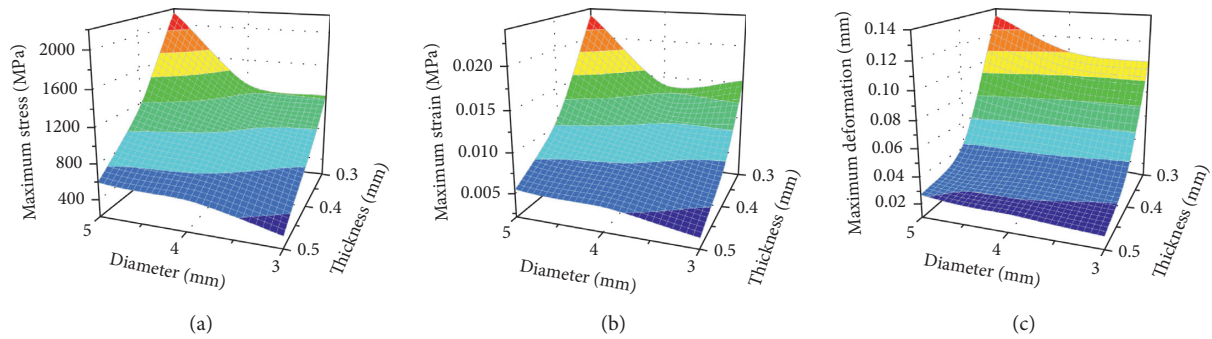 Maximum stress (MPa)
2000
1600
1200
800
400
5
4
3
Diameter (mm)
0.5
0.4
0.3
Thickness (mm)
(a)
Maximum strain (MPa)
0.020
0.015
0.010
0.005
5
4
3
Diameter (mm)
0.5
0.4
0.3
Thickness (mm)
(b)
Maximum deformation (mm)
0.14
0.12
0.10
0.08
0.06
0.04
0.02
5
4
3
Diameter (mm)
0.5
0.4
0.3
Thickness (mm)
(c)